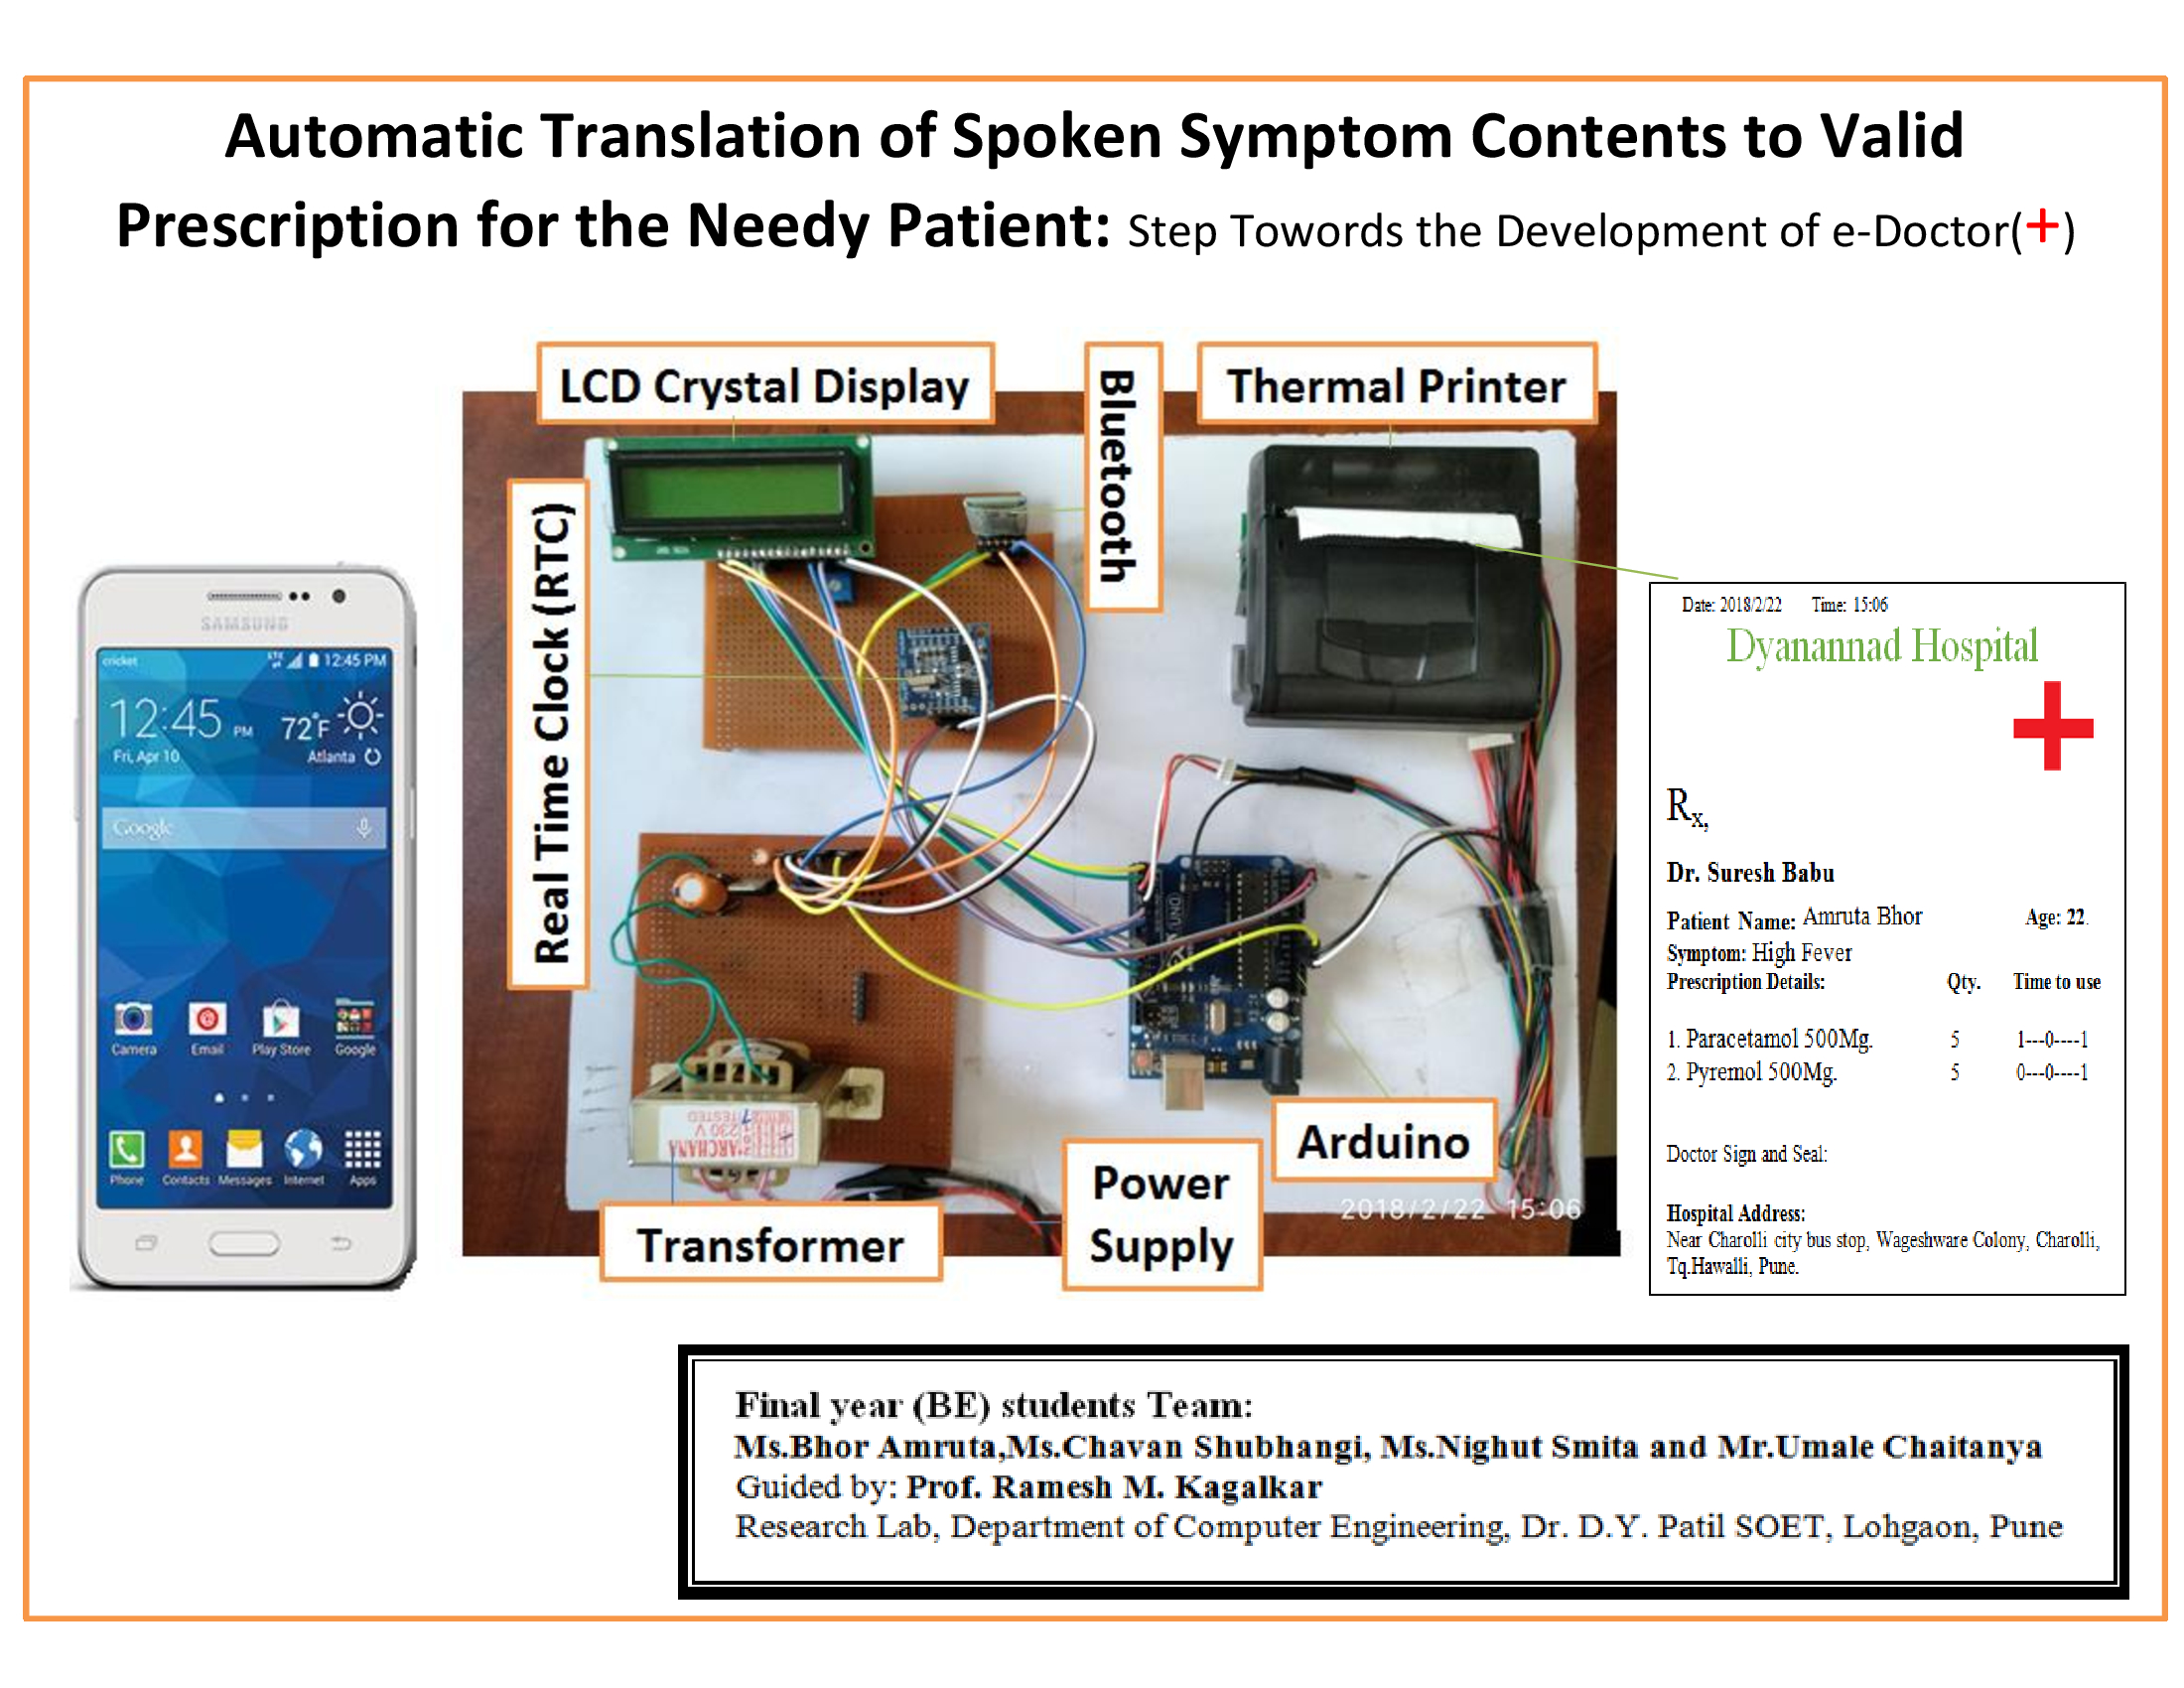 Automatic Translation of Spoken Symptom Contents to Valid
Prescription for the Needy Patient: Step Towords the Development of e-Doctor(+)
LCD Crystal Display
Bluetooth
Thermal Printer
Real Time Clock (RTC)
SAMSUNG
cricket LTE 12:45 PM
12:45 PM
72°F
Fri, Apr 10
Atlanta
Google
Camera Email Play Store Google
Phone Contacts Messages Internet Apps
UNO
TESTED
230 V
ARCHANA
Arduino
Transformer
Power
Supply
2018/2/22 15:06
Date: 2018/2/22 Time: 15:06
Dyanannad Hospital
Rx,
Dr. Suresh Babu
Patient Name: Amruta Bhor Age: 22.
Symptom: High Fever
Prescription Details: Qty. Time to use
1. Paracetamol 500Mg. 5 1---0----1
2. Pyremol 500Mg. 5 0---0----1
Doctor Sign and Seal:
Hospital Address:
Near Charolli city bus stop, Wageshware Colony, Charolli,
Tq.Hawalli, Pune.
Final year (BE) students Team:
Ms.Bhor Amruta,Ms.Chavan Shubhangi, Ms.Nighut Smita and Mr.Umale Chaitanya
Guided by: Prof. Ramesh M. Kagalkar
Research Lab, Department of Computer Engineering, Dr. D.Y. Patil SOET, Lohgaon, Pune